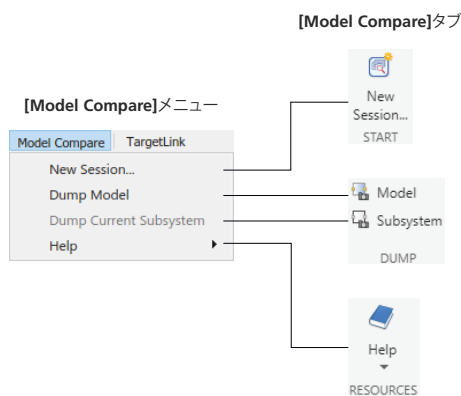 [Model Compare]タブ
New
Session...
START
[Model Compare]メニュー
Model Compare TargetLink
New Session...
Dump Model
Dump Current Subsystem
Help
Model
Subsystem
DUMP
Help
RESOURCES